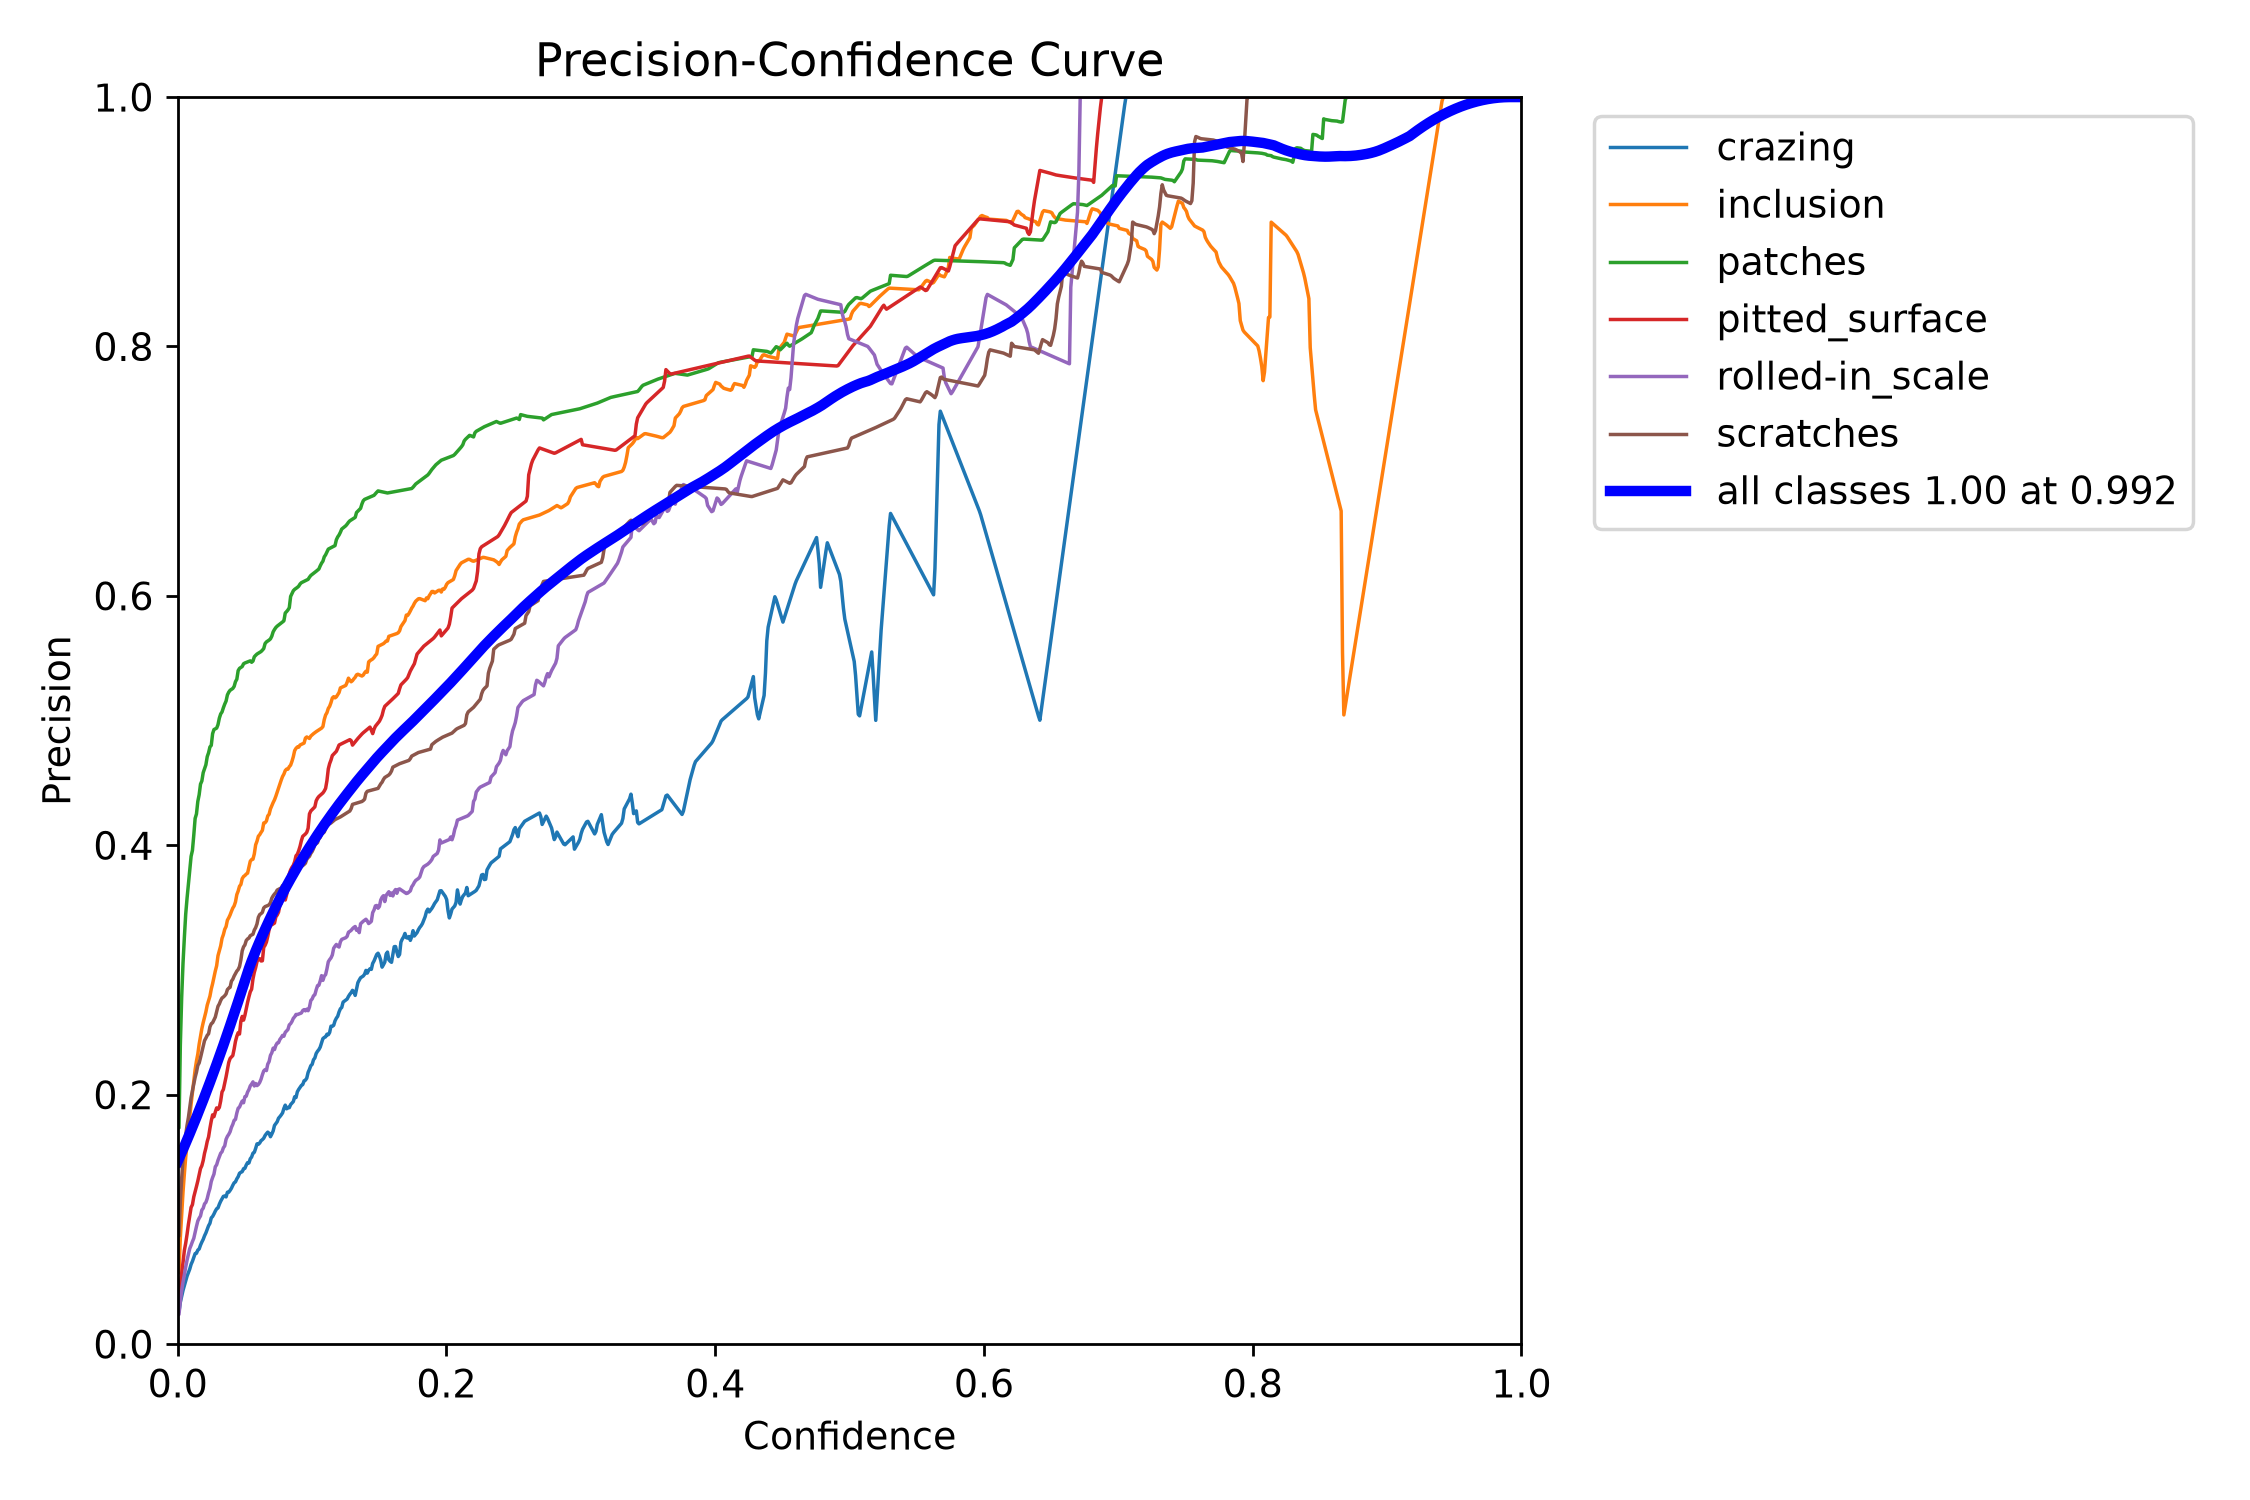 Precision-Confidence Curve
1.0
0.8
0.6
0.4
0.2
0.0
Precision
0.0 0.2 0.4 0.6 0.8 1.0
Confidence
crazing
inclusion
patches
pitted_surface
rolled-in_scale
scratches
all classes 1.00 at 0.992